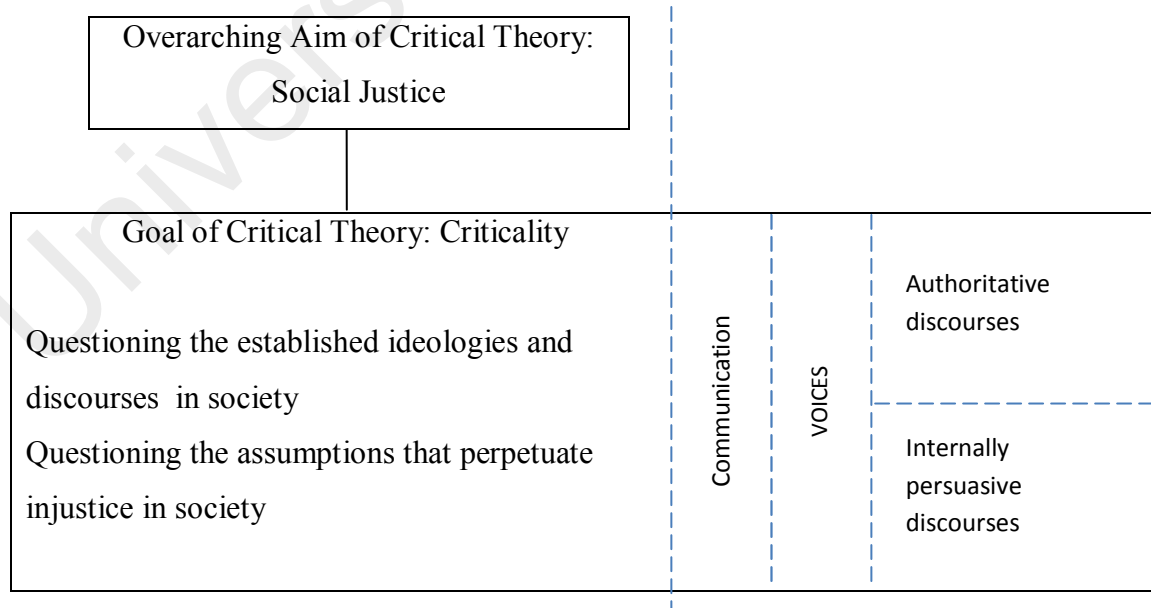 Overarching Aim of Critical Theory:
Social Justice
Goal of Critical Theory: Criticality
Questioning the established ideologies and
discourses in society
Questioning the assumptions that perpetuate
injustice in society
Communication
VOICES
Authoritative
discourses
Internally
persuasive
discourses
Univers